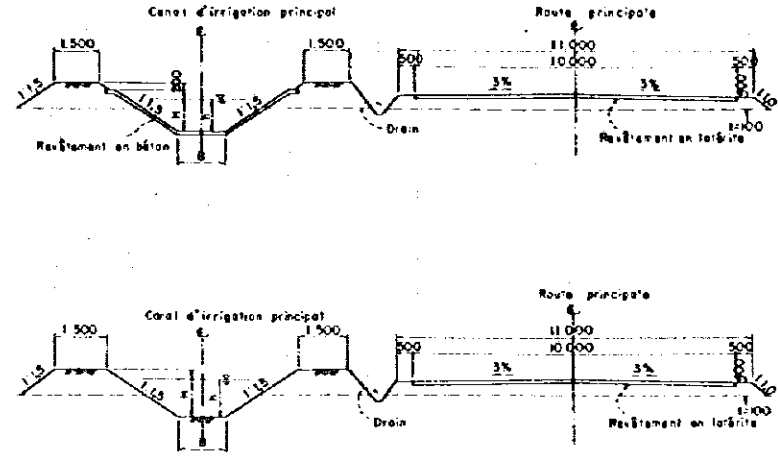 Canal d'irrigation principal
Route principale
11.000
10.000
1.500
1.500
500
500
200
3%
3%
1:1,5
1:1,5
1:1,5
1:1,0
H
h
B
t=100
Revêtement en béton
Drain
Revêtement en latérite
Canal d'irrigation principal
Route principale
11.000
10.000
1.500
1.500
500
500
3%
3%
1:1,5
1:1,5
1:1,5
1:1,0
H
h
B
t=100
Drain
Revêtement en latérite